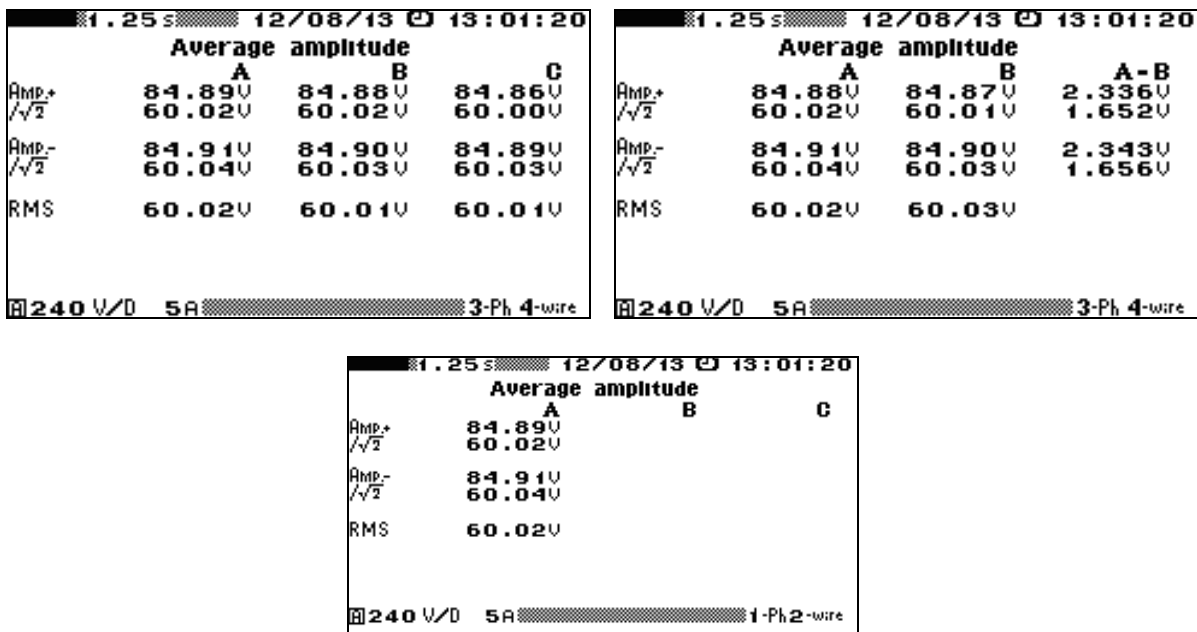 1.25 s 12/08/13 13:01:20
Average amplitude
A B C
Amp.+ 84.89V 84.88V 84.86V
/√2 60.02V 60.02V 60.00V
Amp.- 84.91V 84.90V 84.89V
/√2 60.04V 60.03V 60.03V
RMS 60.02V 60.01V 60.01V
A 240 V/D 5A 3-Ph 4-wire
1.25 s 12/08/13 13:01:20
Average amplitude
A B A-B
Amp.+ 84.88V 84.87V 2.336V
/√2 60.02V 60.01V 1.652V
Amp.- 84.91V 84.90V 2.343V
/√2 60.04V 60.03V 1.656V
RMS 60.02V 60.03V
A 240 V/D 5A 3-Ph 4-wire
1.25 s 12/08/13 13:01:20
Average amplitude
A B C
Amp.+ 84.89V
/√2 60.02V
Amp.- 84.91V
/√2 60.04V
RMS 60.02V
A 240 V/D 5A 1-Ph 2-wire